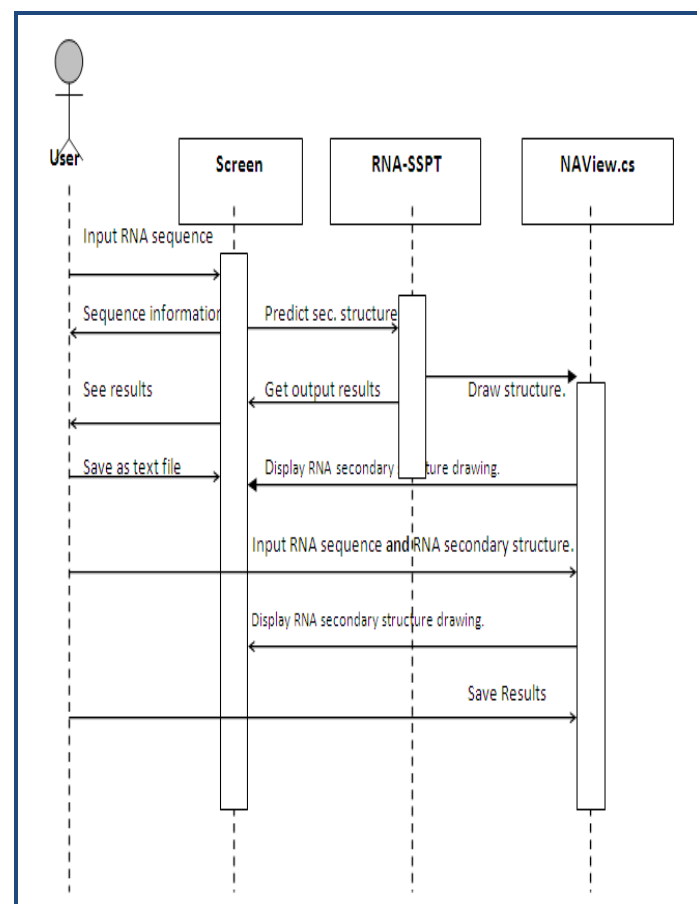 User
Screen
RNA-SSPT
NAView.cs
Input RNA sequence
Sequence information
Predict sec. structure
See results
Get output results
Draw structure.
Save as text file
Display RNA secondary structure drawing.
Input RNA sequence and RNA secondary structure.
Display RNA secondary structure drawing.
Save Results